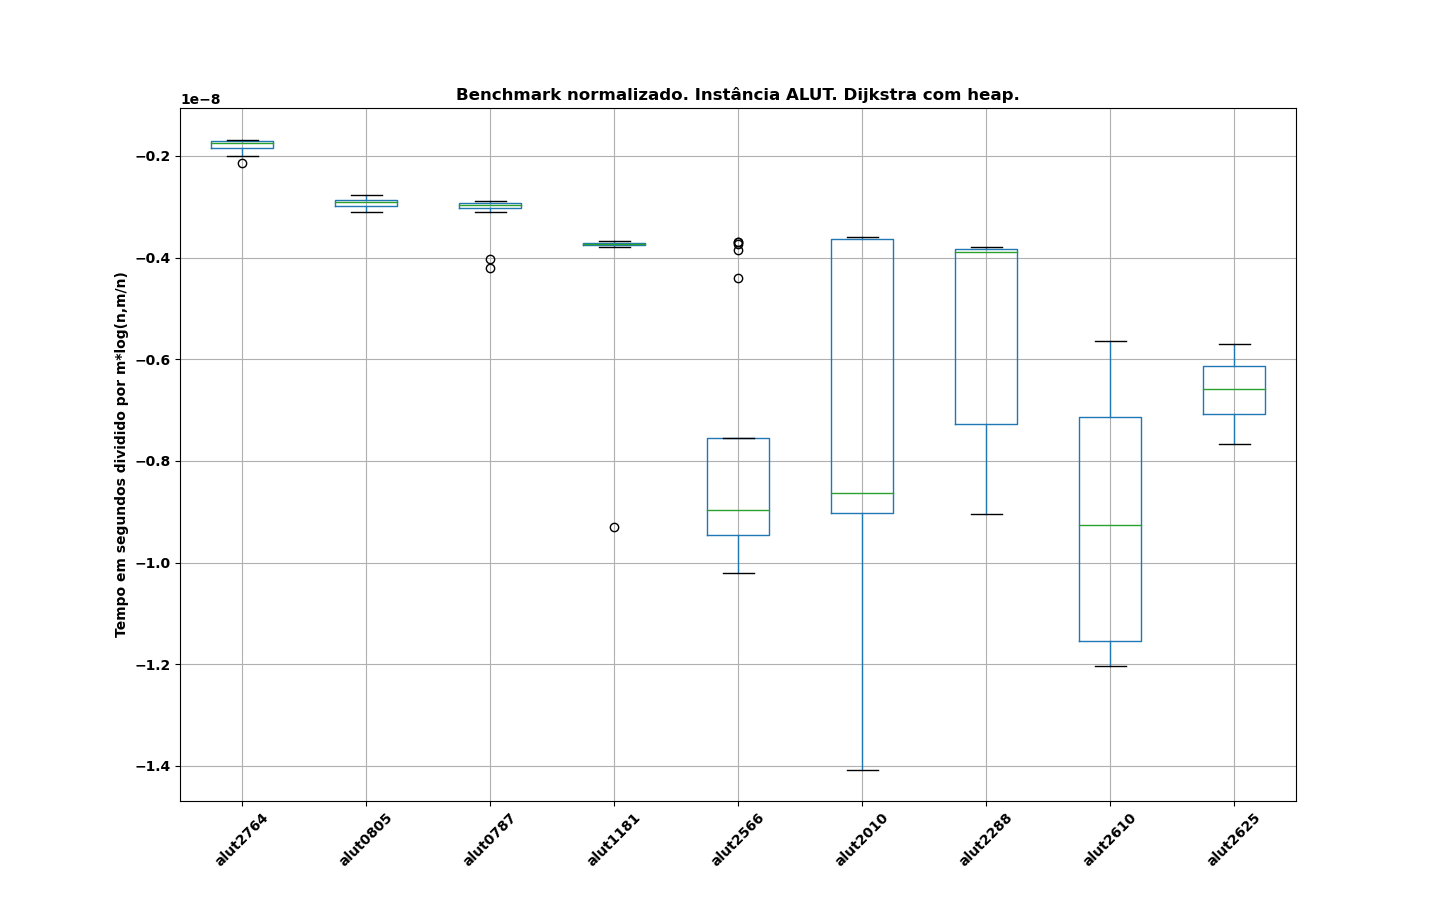 Benchmark normalizado. Instância ALUT. Dijkstra com heap.
1e−8
−0.2
−0.4
−0.6
−0.8
−1.0
−1.2
−1.4
Tempo em segundos dividido por m*log(n,m/n)
alut2764
alut0805
alut0787
alut1181
alut2566
alut2010
alut2288
alut2610
alut2625